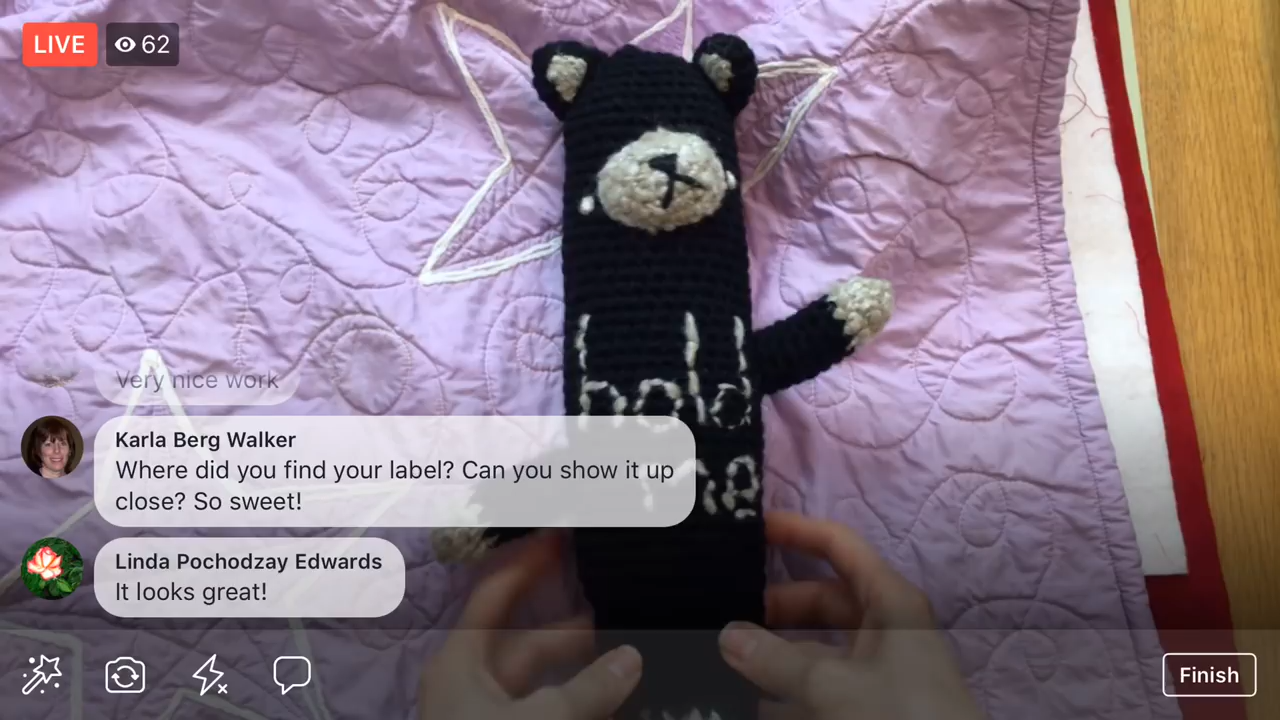 LIVE 62
hold
me
Very nice work
Karla Berg Walker
Where did you find your label? Can you show it up
close? So sweet!
Linda Pochodzay Edwards
It looks great!
Finish